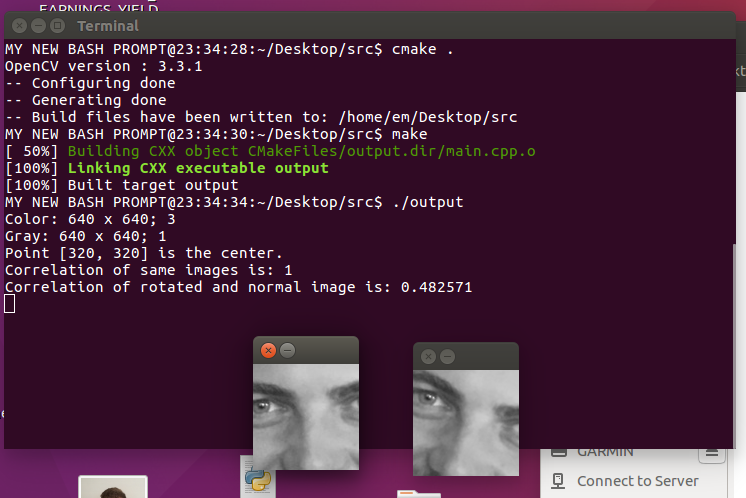 EARNINGS_YIELD
Terminal
MY NEW BASH PROMPT@23:34:28:~/Desktop/src$ cmake .
OpenCV version : 3.3.1
-- Configuring done
-- Generating done
-- Build files have been written to: /home/em/Desktop/src
MY NEW BASH PROMPT@23:34:30:~/Desktop/src$ make
[ 50%] Building CXX object CMakeFiles/output.dir/main.cpp.o
[100%] Linking CXX executable output
[100%] Built target output
MY NEW BASH PROMPT@23:34:34:~/Desktop/src$ ./output
Color: 640 x 640; 3
Gray: 640 x 640; 1
Point [320, 320] is the center.
Correlation of same images is: 1
Correlation of rotated and normal image is: 0.482571
GARMIN
Connect to Server